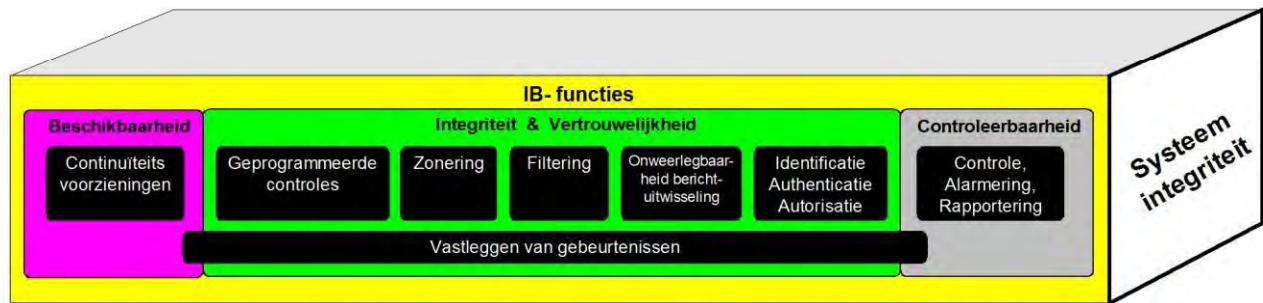 IB- functies
Beschikbaarheid
Continuïteits
voorzieningen
Integriteit & Vertrouwelijkheid
Geprogrammeerde
controles
Zonering
Filtering
Onweerlegbaar-
heid bericht-
uitwisseling
Identificatie
Authenticatie
Autorisatie
Controleerbaarheid
Controle,
Alarmering,
Rapportering
Vastleggen van gebeurtenissen
Systeem
integriteit